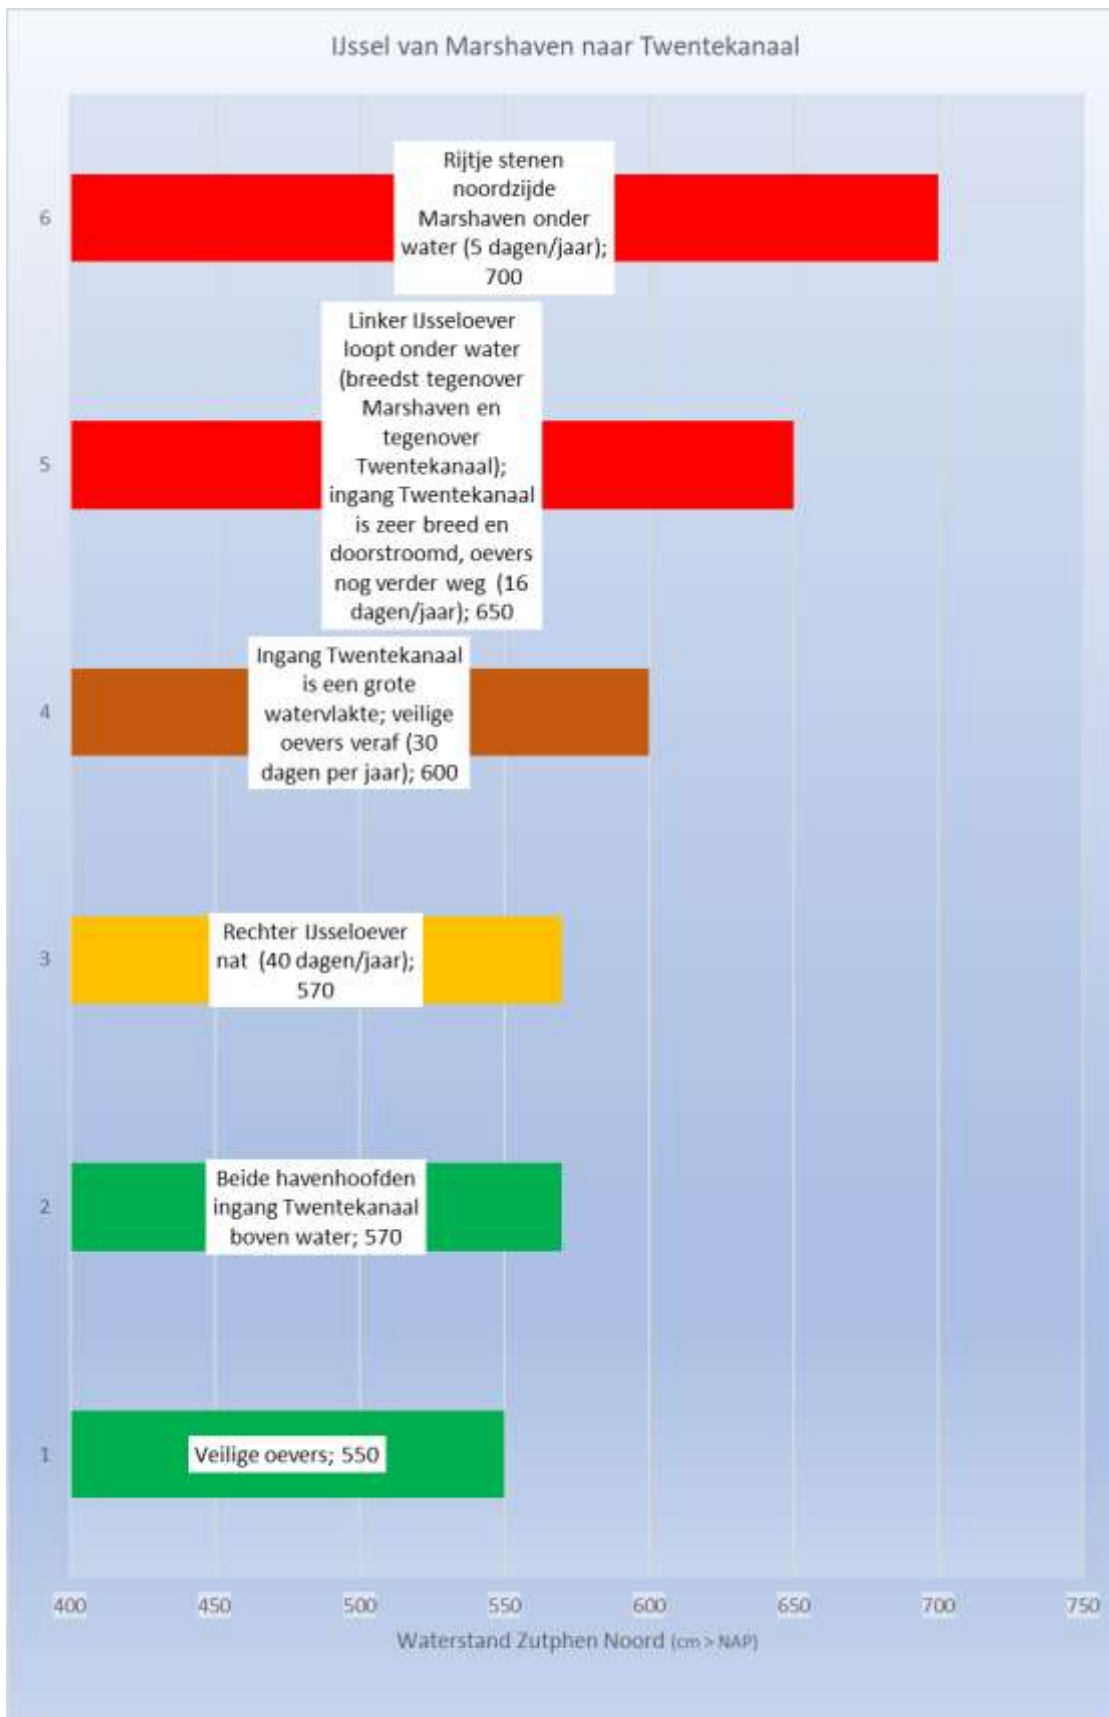 IJssel van Marshaven naar Twentekanaal
6
Rijtje stenen
noordzijde
Marshaven onder
water (5 dagen/jaar);
700
5
Linker IJsseloever
loopt onder water
(breedst tegenover
Marshaven en
tegenover
Twentekanaal);
ingang Twentekanaal
is zeer breed en
doorstroomd, oevers
nog verder weg  (16
dagen/jaar); 650
4
Ingang Twentekanaal
is een grote
watervlakte; veilige
oevers veraf (30
dagen per jaar); 600
3
Rechter IJsseloever
nat  (40 dagen/jaar);
570
2
Beide havenhoofden
ingang Twentekanaal
boven water; 570
1
Veilige oevers; 550
400 450 500 550 600 650 700 750
Waterstand Zutphen Noord (cm > NAP)